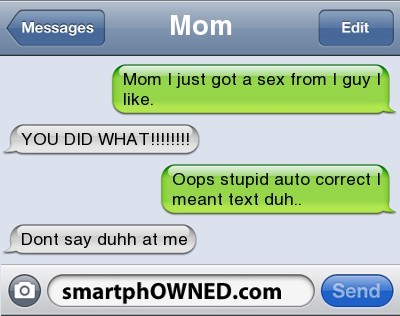 Messages Mom Edit
Mom I just got a sex from I guy I
like.
YOU DID WHAT!!!!!!!!
Oops stupid auto correct I
meant text duh..
Dont say duhh at me
smartphOWNED.com Send